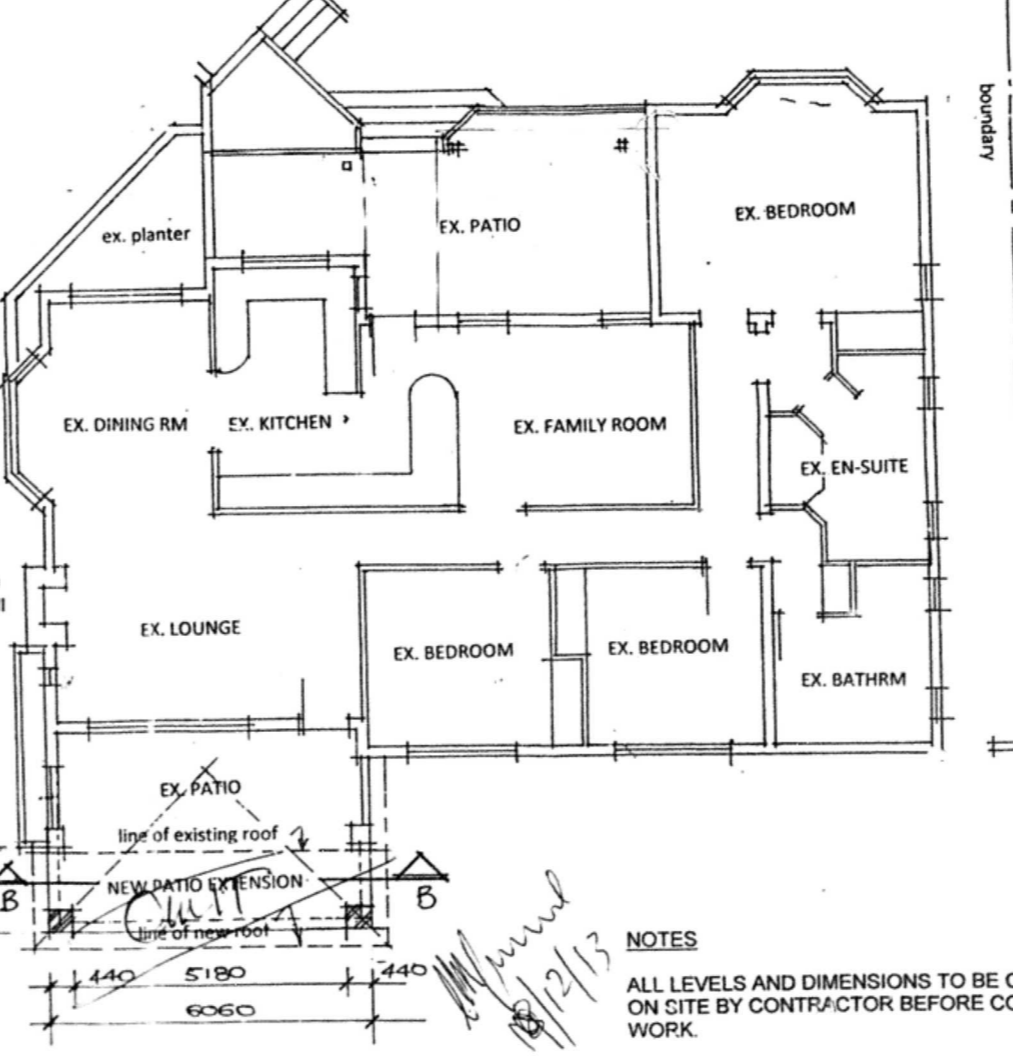 boundary
EX. BEDROOM
ex. planter
EX. PATIO
EX. DINING RM
EX. KITCHEN
EX. FAMILY ROOM
EX. EN-SUITE
EX. LOUNGE
EX. BEDROOM
EX. BEDROOM
EX. BATHRM
EX. PATIO
line of existing roof
NEW PATIO EXTENSION
B
B
Omit
line of new roof
440
5180
440
6060
/12/13
NOTES
ALL LEVELS AND DIMENSIONS TO BE C
ON SITE BY CONTRACTOR BEFORE CO
WORK.